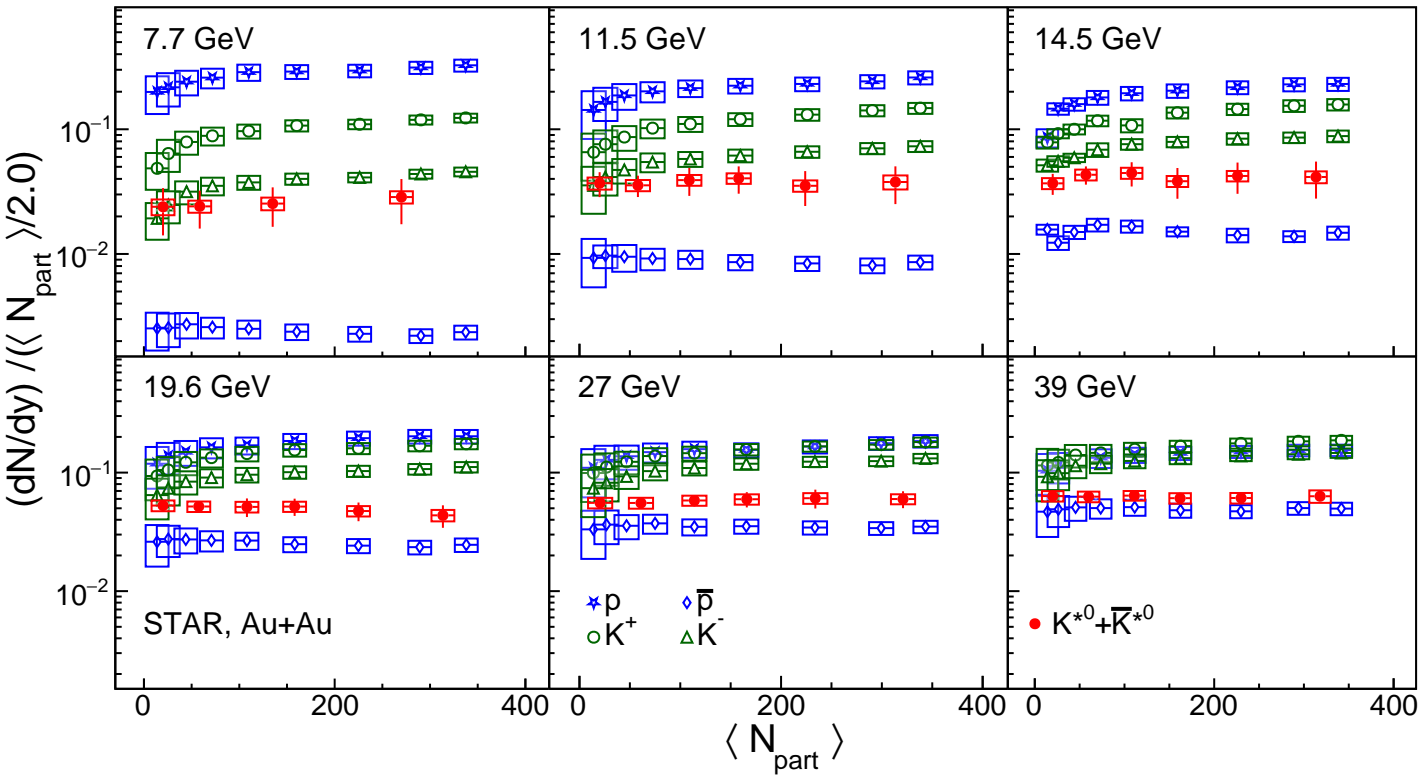 7.7 GeV
11.5 GeV
14.5 GeV
10⁻¹
10⁻²
(dN/dy) /(⟨ N_part ⟩/2.0)
19.6 GeV
27 GeV
39 GeV
10⁻¹
10⁻²
STAR, Au+Au
p
p̅
K⁺
K⁻
K*⁰+K̅*⁰
0
200
400
0
200
400
0
200
400
⟨ N_part ⟩